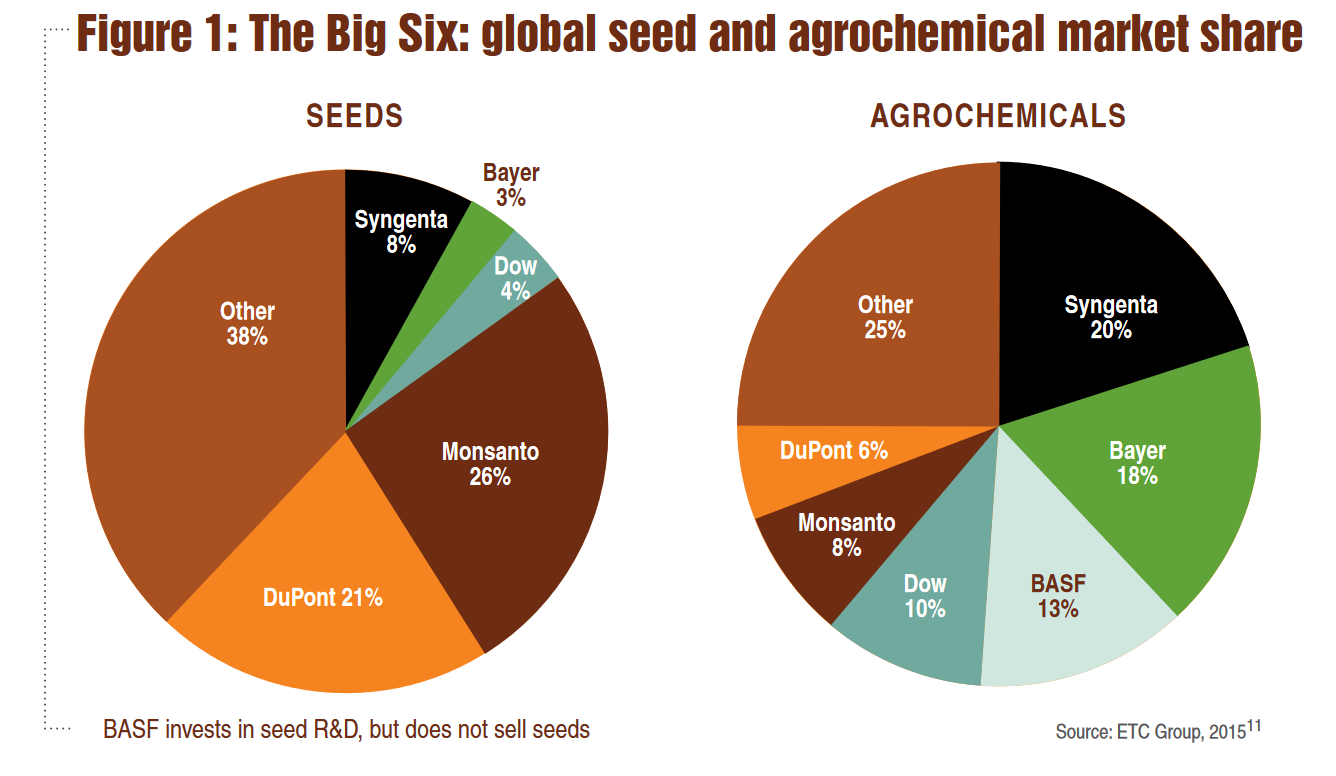 Figure 1: The Big Six: global seed and agrochemical market share
SEEDS
Syngenta
8%
Bayer
3%
Dow
4%
Monsanto
26%
DuPont 21%
Other
38%
AGROCHEMICALS
Syngenta
20%
Bayer
18%
BASF
13%
Dow
10%
Monsanto
8%
DuPont 6%
Other
25%
BASF invests in seed R&D, but does not sell seeds
Source: ETC Group, 2015¹¹